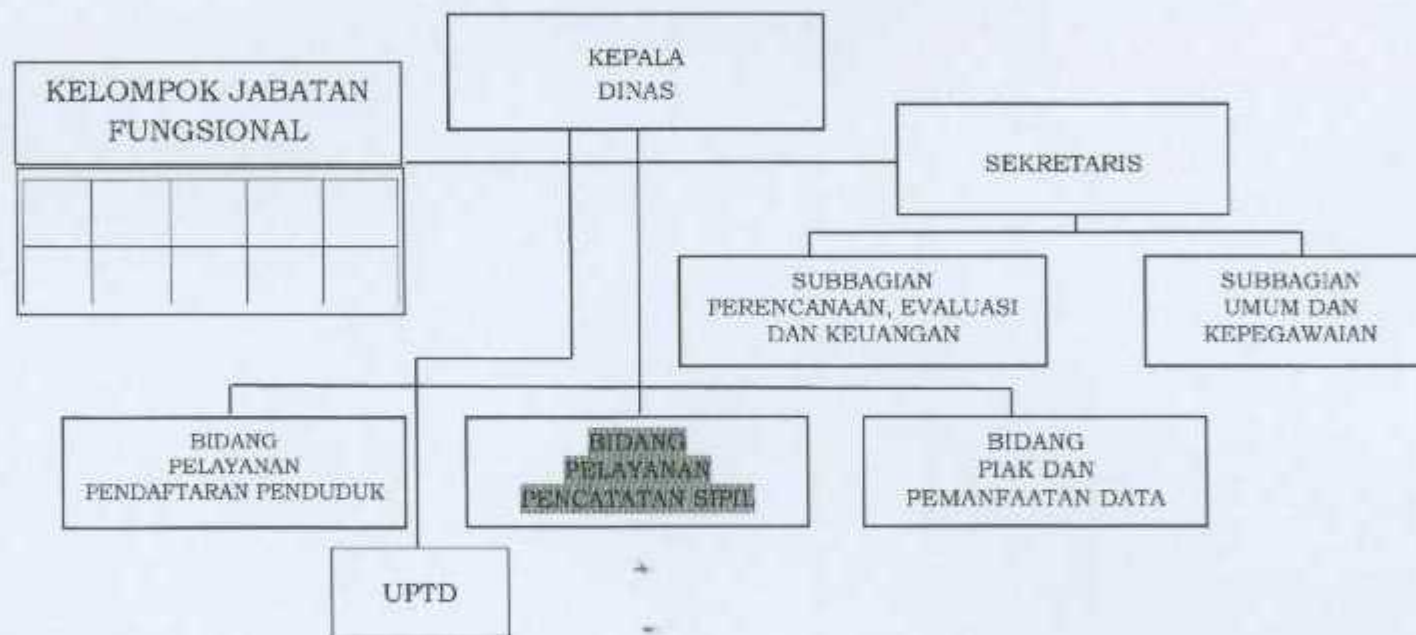 KEPALA
DINAS
KELOMPOK JABATAN
FUNGSIONAL
SEKRETARIS
SUBBAGIAN
PERENCANAAN, EVALUASI
DAN KEUANGAN
SUBBAGIAN
UMUM DAN
KEPEGAWAIAN
BIDANG
PELAYANAN
PENDAFTARAN PENDUDUK
BIDANG
PELAYANAN
PENCATATAN SIPIL
BIDANG
PIAK DAN
PEMANFAATAN DATA
UPTD